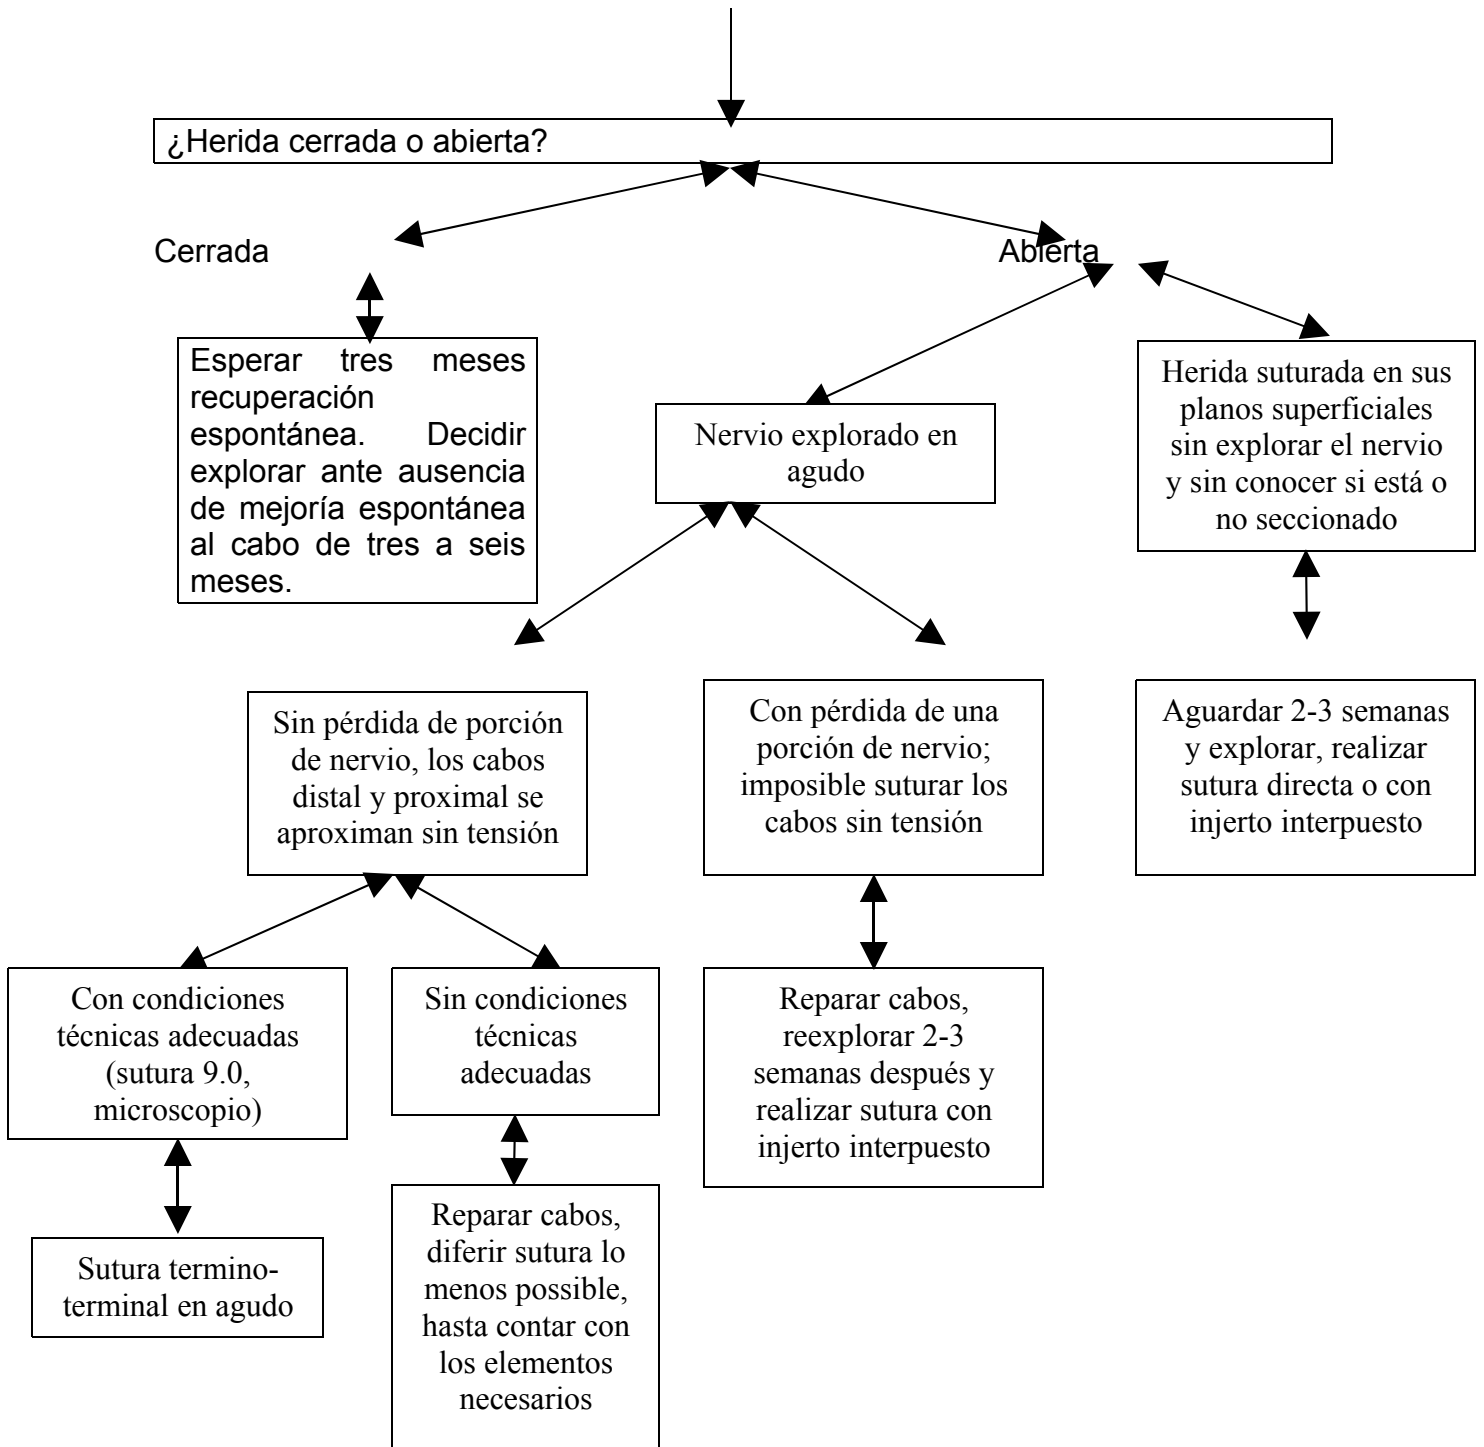 ¿Herida cerrada o abierta?
Cerrada
Abierta
Esperar tres meses
recuperación
espontánea. Decidir
explorar ante ausencia
de mejoría espontánea
al cabo de tres a seis
meses.
Nervio explorado en
agudo
Herida suturada en sus
planos superficiales
sin explorar el nervio
y sin conocer si está o
no seccionado
Sin pérdida de porción
de nervio, los cabos
distal y proximal se
aproximan sin tensión
Con pérdida de una
porción de nervio;
imposible suturar los
cabos sin tensión
Aguardar 2-3 semanas
y explorar, realizar
sutura directa o con
injerto interpuesto
Con condiciones
técnicas adecuadas
(sutura 9.0,
microscopio)
Sin condiciones
técnicas
adecuadas
Reparar cabos,
reexplorar 2-3
semanas después y
realizar sutura con
injerto interpuesto
Sutura termino-
terminal en agudo
Reparar cabos,
diferir sutura lo
menos possible,
hasta contar con
los elementos
necesarios